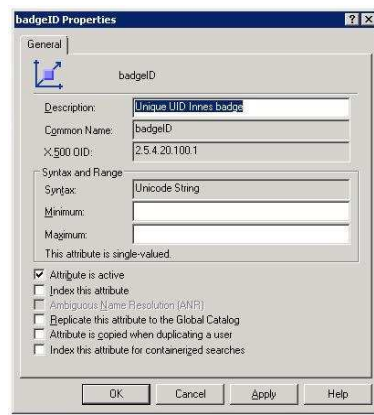 badgeID Properties
General
badgeID
Description: Unique UID Innes badge
Common Name: badgeID
X.500 OID: 2.5.4.20.100.1
Syntax and Range
Syntax: Unicode String
Minimum:
Maximum:
This attribute is single-valued.
Attribute is active
Index this attribute
Ambiguous Name Resolution (ANR)
Replicate this attribute to the Global Catalog
Attribute is copied when duplicating a user
Index this attribute for containerized searches
OK Cancel Apply Help